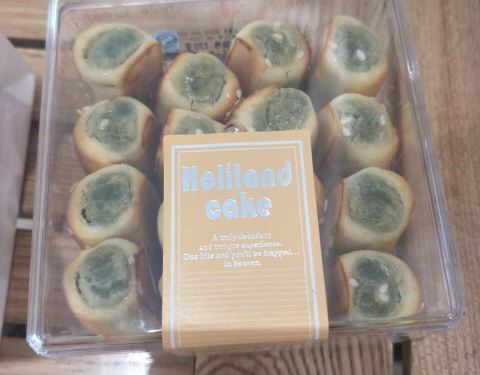 Holiland
cake
A truly decadent
and unique experience.
One bite and you'll be trapped...
in heaven.